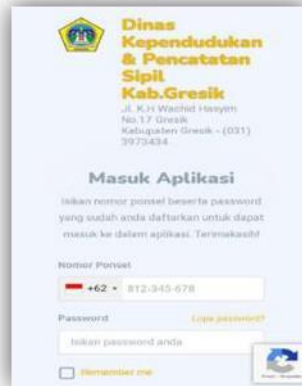 Dinas
Kependudukan
& Pencatatan
Sipil
Kab.Gresik
Jl. K.H Wachid Hasyim
No.17 Gresik
Kabupaten Gresik - (031)
3973434
Masuk Aplikasi
Isikan nomor ponsel beserta password
yang sudah anda daftarkan untuk dapat
masuk ke dalam aplikasi. Terimakasih!
Nomor Ponsel
+62 812-345-678
Password Lupa password?
Isikan password anda
Remember me